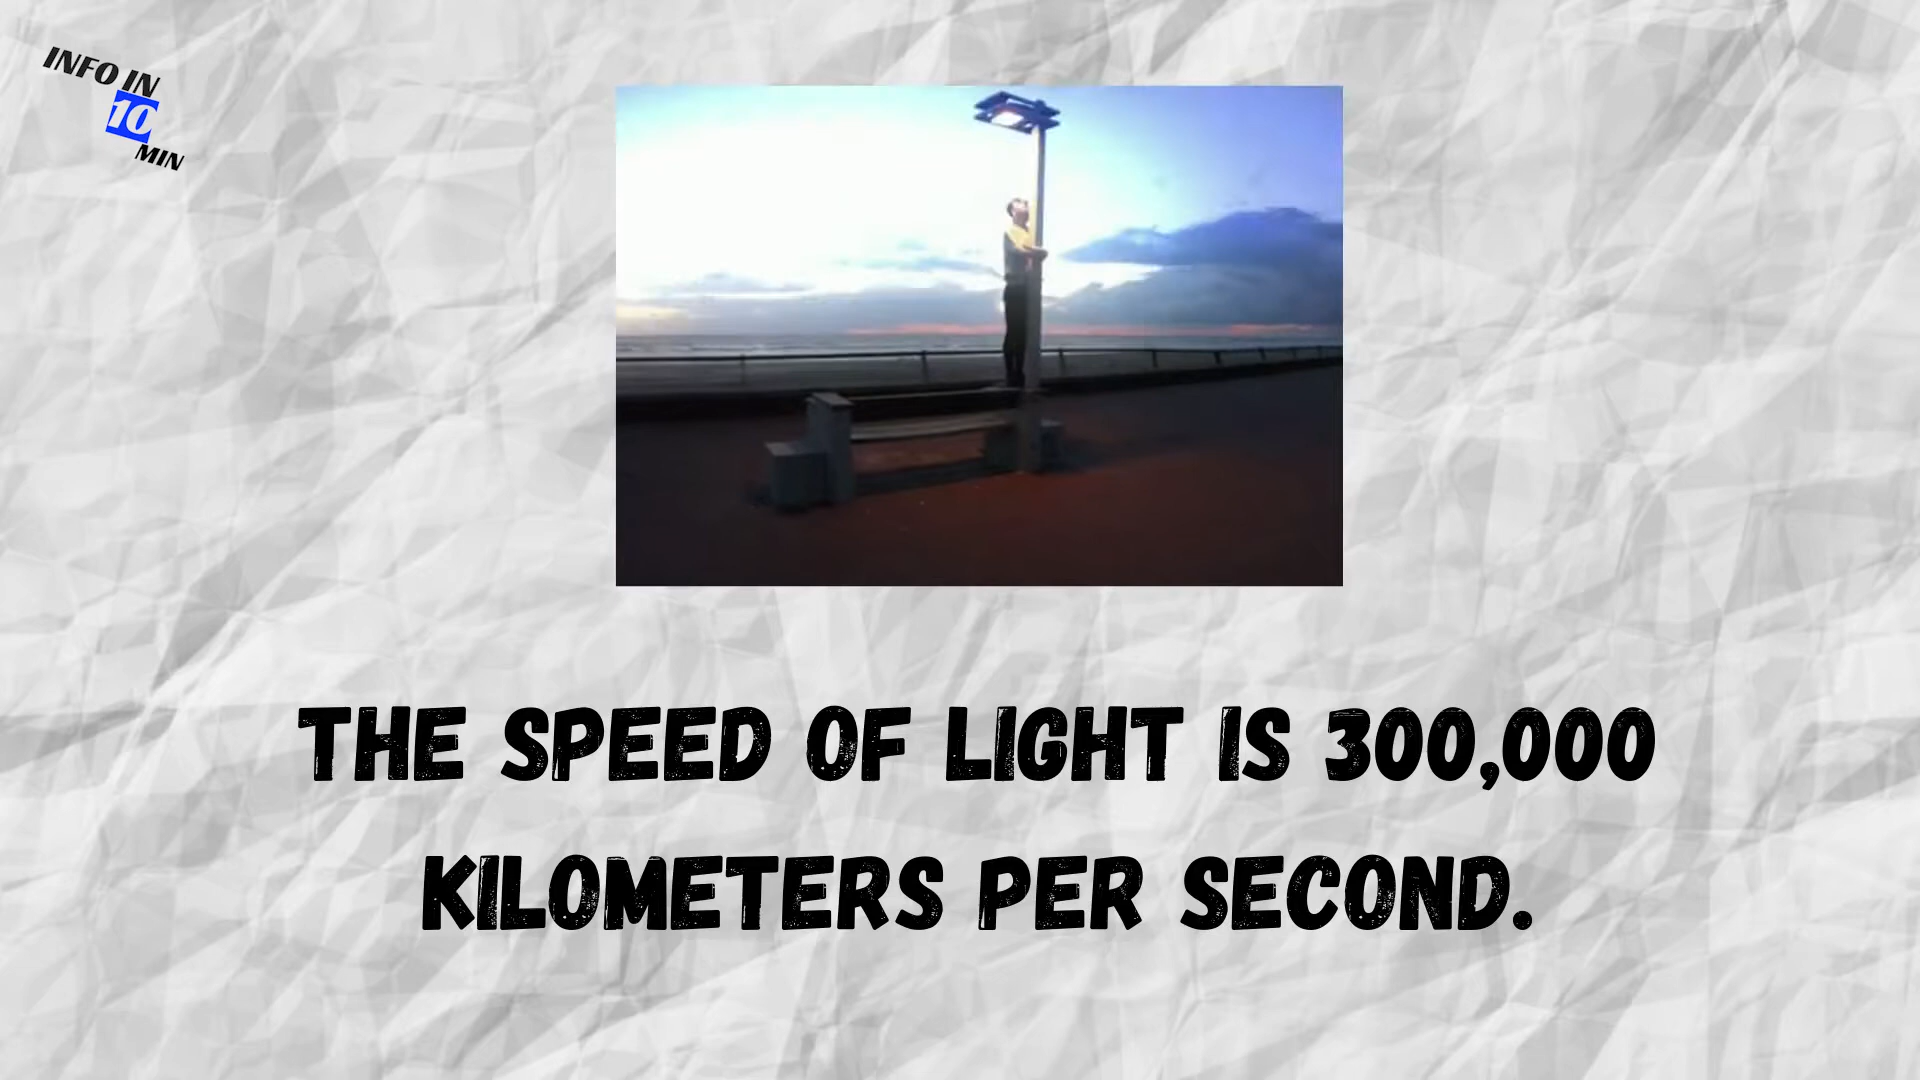 INFO IN
10
MIN
THE SPEED OF LIGHT IS 300,000
KILOMETERS PER SECOND.